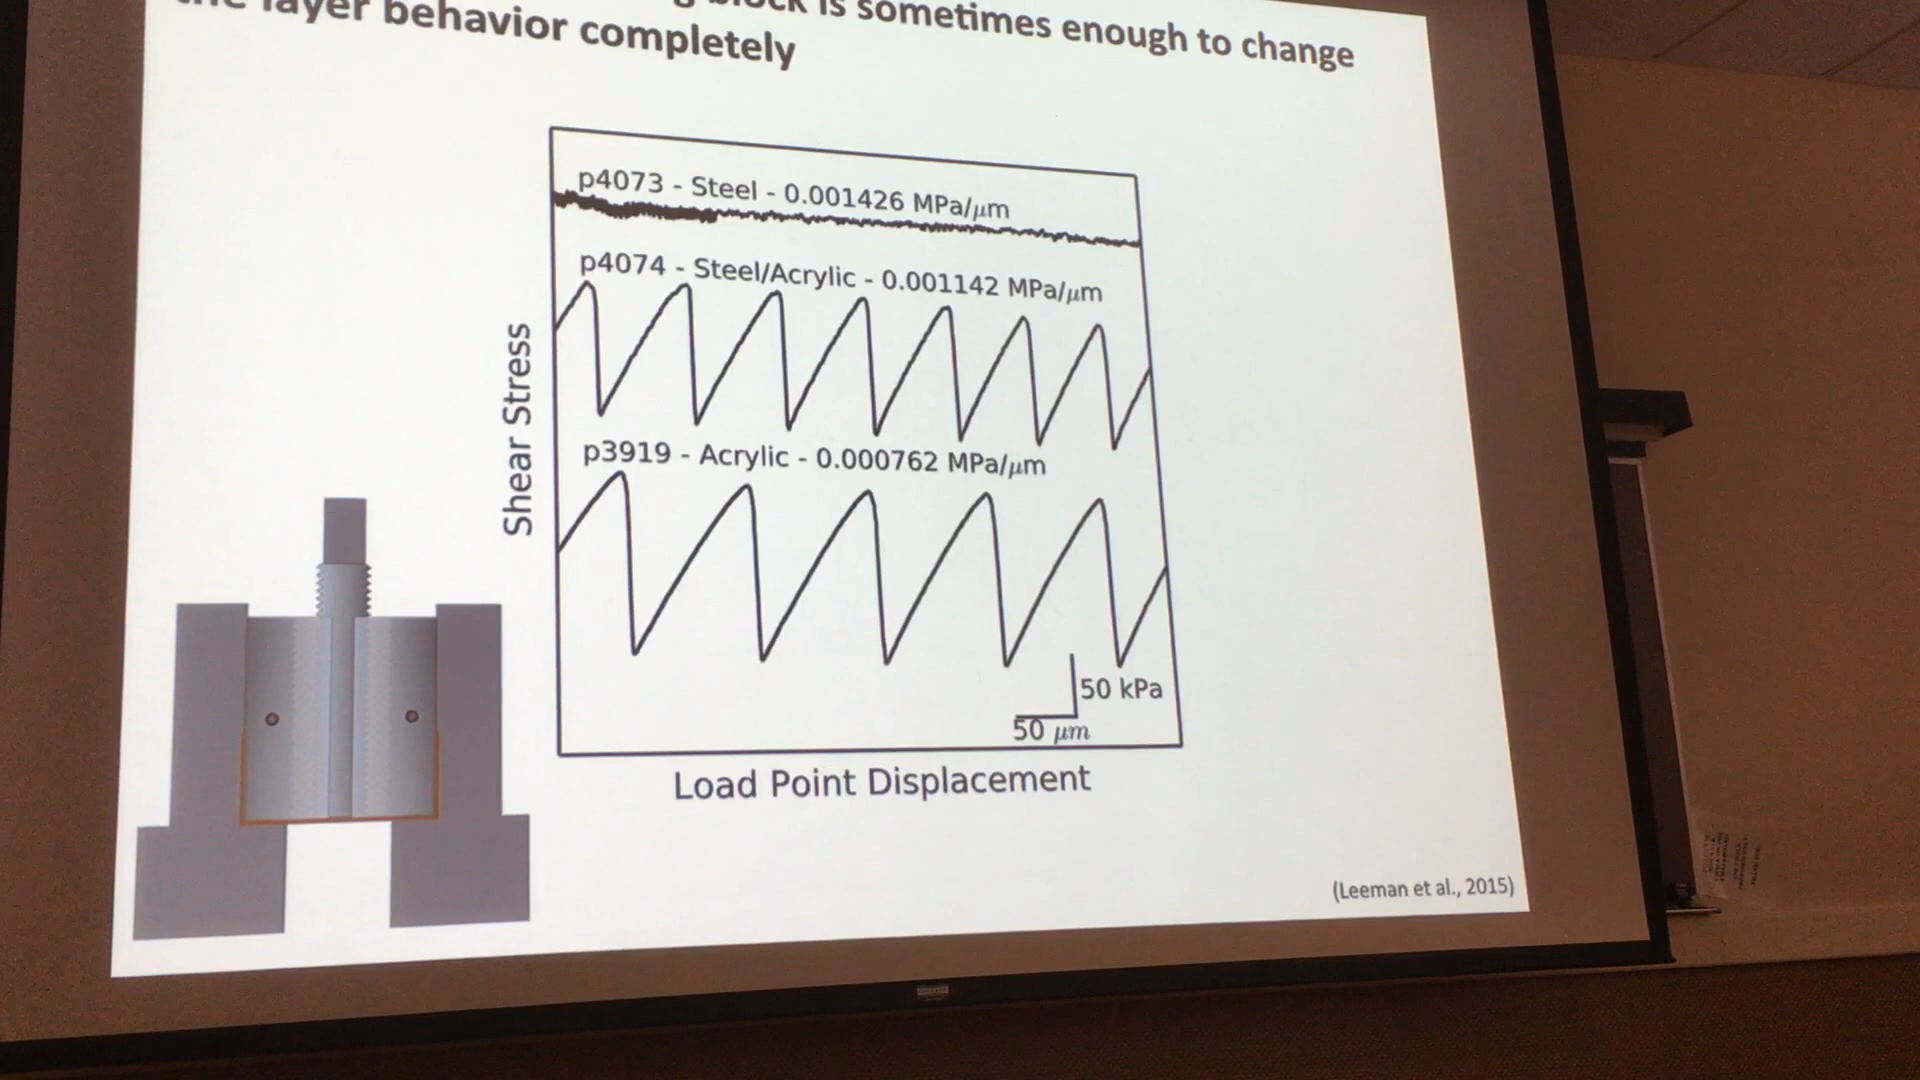 block is sometimes enough to change
the layer behavior completely
p4073 - Steel - 0.001426 MPa/μm
p4074 - Steel/Acrylic - 0.001142 MPa/μm
p3919 - Acrylic - 0.000762 MPa/μm
Shear Stress
50 kPa
50 μm
Load Point Displacement
(Leeman et al., 2015)